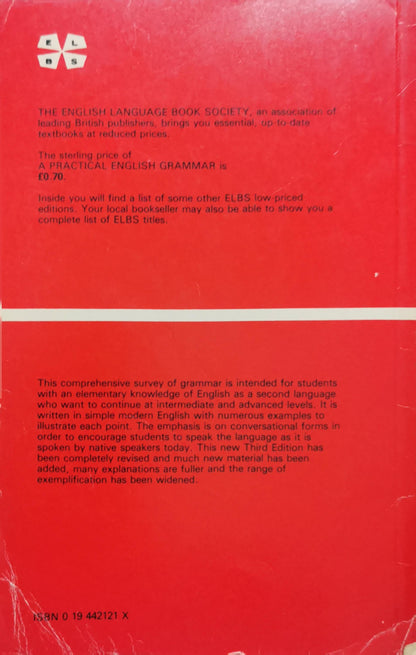 E L
B S
THE ENGLISH LANGUAGE BOOK SOCIETY, an association of
leading British publishers, brings you essential, up-to-date
textbooks at reduced prices.
The sterling price of
A PRACTICAL ENGLISH GRAMMAR is
£0.70.
Inside you will find a list of some other ELBS low-priced
editions. Your local bookseller may also be able to show you a
complete list of ELBS titles.
This comprehensive survey of grammar is intended for students
with an elementary knowledge of English as a second language
who want to continue at intermediate and advanced levels. It is
written in simple modern English with numerous examples to
illustrate each point. The emphasis is on conversational forms in
order to encourage students to speak the language as it is
spoken by native speakers today. This new Third Edition has
been completely revised and much new material has been
added, many explanations are fuller and the range of
exemplification has been widened.
ISBN 0 19 442121 X